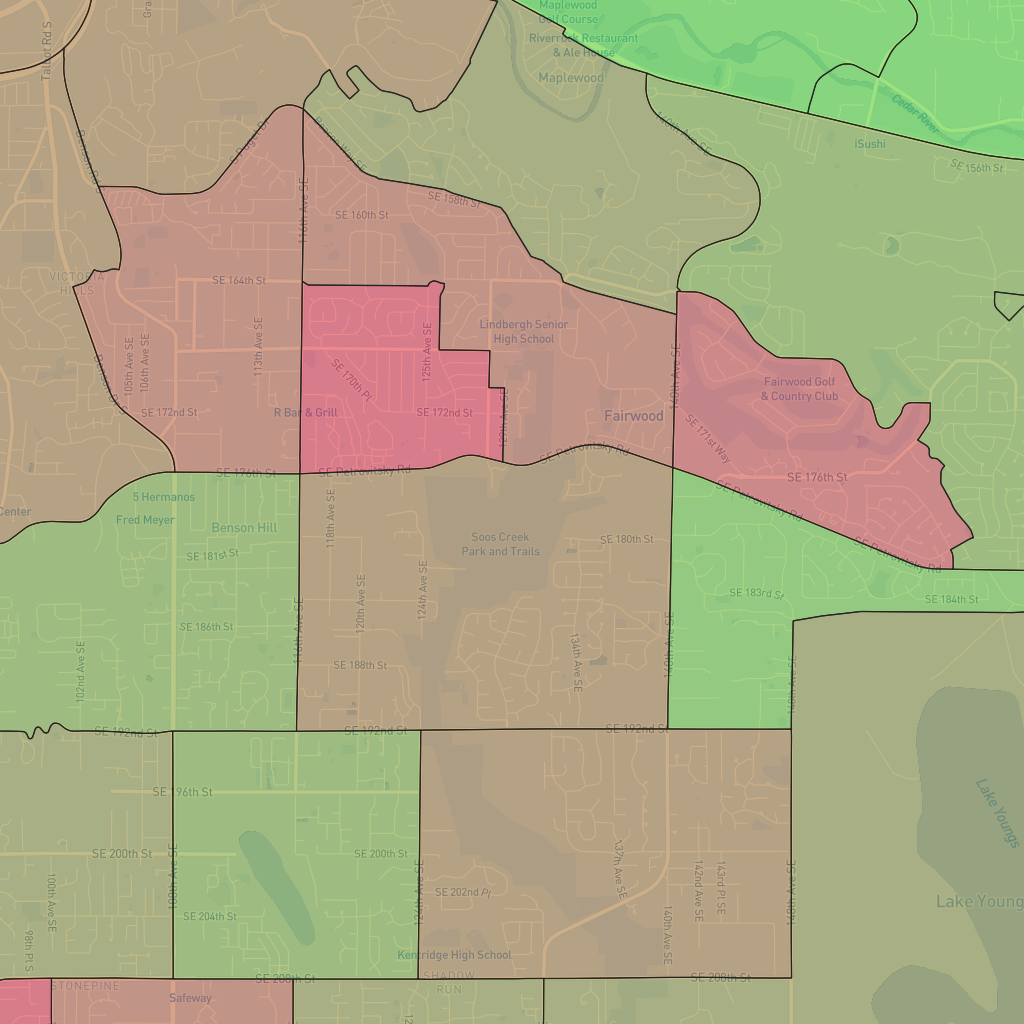 Maplewood
Golf Course
Riverrock Restaurant
& Ale House
Maplewood
Talbot Rd S
Cedar River
iSushi
SE 156th St
116th Ave SE
SE 158th St
SE 160th St
VICTORIA
HILLS
SE 164th St
Lindbergh Senior
High School
105th Ave SE
106th Ave SE
113th Ave SE
125th Ave SE
SE 170th Pl
140th Ave SE
Fairwood Golf
& Country Club
SE 172nd St
R Bar & Grill
SE 172nd St
129th Ave SE
Fairwood
SE 171st Way
SE 176th St
SE Petrovitsky Rd
SE Petrovitsky Rd
SE 176th St
SE Petrovitsky Rd
SE Petrovitsky Rd
5 Hermanos
Center
Fred Meyer
Benson Hill
118th Ave SE
Soos Creek
Park and Trails
SE 180th St
SE 181st St
120th Ave SE
124th Ave SE
SE 183rd St
SE 184th St
116th Ave SE
SE 186th St
102nd Ave SE
SE 188th St
134th Ave SE
140th Ave SE
SE 192nd St
SE 192nd St
SE 192nd St
SE 196th St
Lake Youngs
SE 200th St
SE 200th St
108th Ave SE
100th Ave SE
124th Ave SE
SE 202nd Pl
137th Ave SE
142nd Ave SE
143rd Pl SE
148th Ave SE
Lake Young
SE 204th St
98th Pl S
140th Ave SE
Kentridge High School
SE 208th St
SHADOW
RUN
SE 208th St
STONEPINE
Safeway